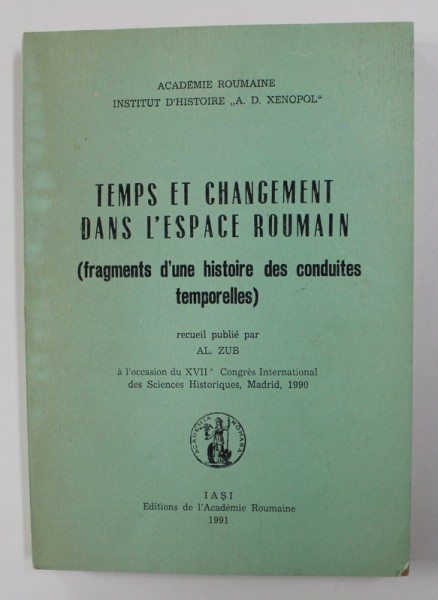 ACADÉMIE ROUMAINE
INSTITUT D'HISTOIRE „A. D. XENOPOL“
TEMPS ET CHANGEMENT
DANS L'ESPACE ROUMAIN
(fragments d'une histoire des conduites
temporelles)
recueil publié par
AL. ZUB
à l'occasion du XVIIe Congrès International
des Sciences Historiques, Madrid, 1990
ACADEMIA ROMANA
IAŞI
Editions de l'Académie Roumaine
1991